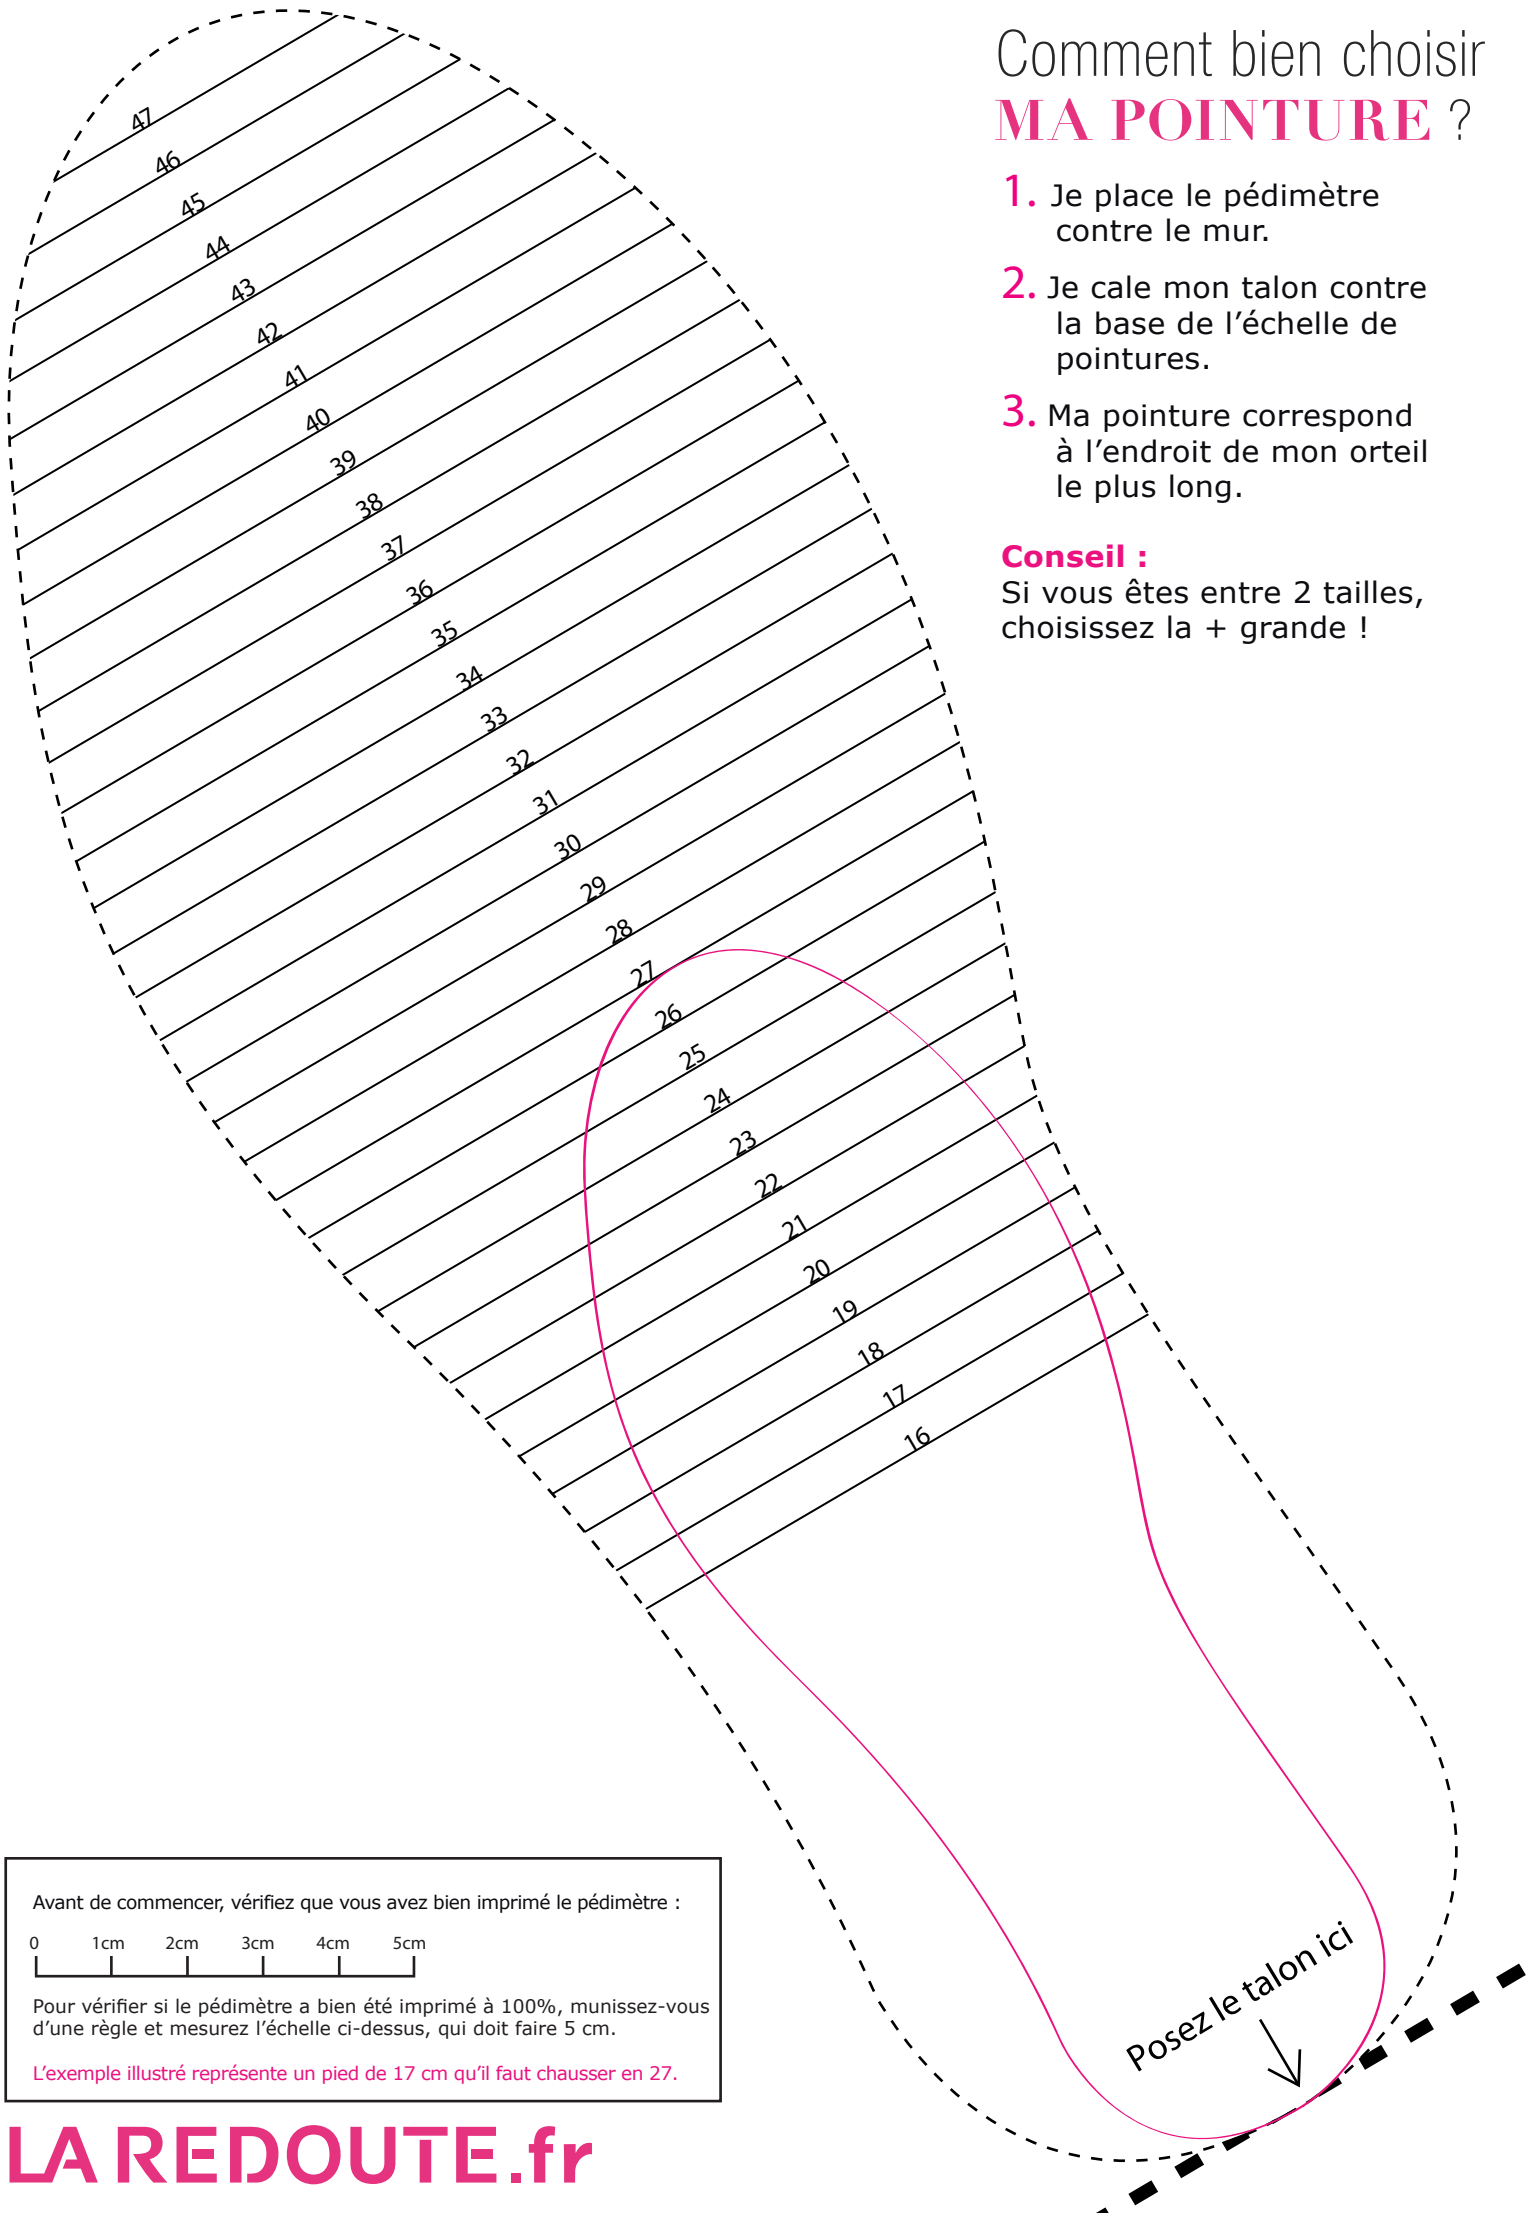 Comment bien choisir
MA POINTURE ?
1. Je place le pédimètre
contre le mur.
2. Je cale mon talon contre
la base de l’échelle de
pointures.
3. Ma pointure correspond
à l’endroit de mon orteil
le plus long.
Conseil :
Si vous êtes entre 2 tailles,
choisissez la + grande !
47
46
45
44
43
42
41
40
39
38
37
36
35
34
33
32
31
30
29
28
27
26
25
24
23
22
21
20
19
18
17
16
Posez le talon ici
Avant de commencer, vérifiez que vous avez bien imprimé le pédimètre :
0 1cm 2cm 3cm 4cm 5cm
Pour vérifier si le pédimètre a bien été imprimé à 100%, munissez-vous
d’une règle et mesurez l’échelle ci-dessus, qui doit faire 5 cm.
L’exemple illustré représente un pied de 17 cm qu’il faut chausser en 27.
LA REDOUTE.fr